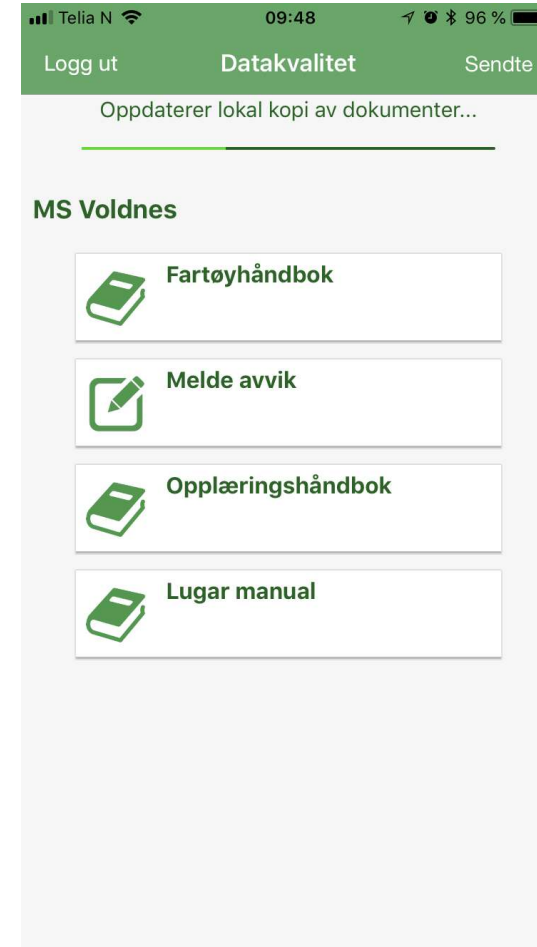 Telia N 09:48 96 %
Logg ut Datakvalitet Sendte
Oppdaterer lokal kopi av dokumenter...
MS Voldnes
Fartøyhåndbok
Melde avvik
Opplæringshåndbok
Lugar manual